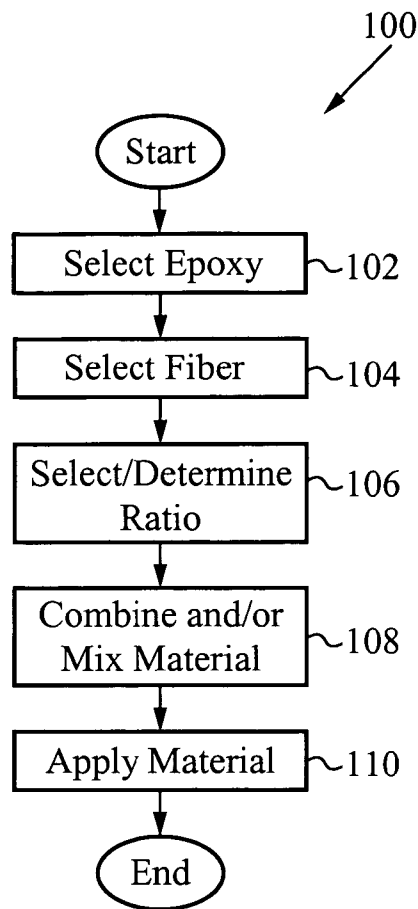 100
Start
Select Epoxy
102
Select Fiber
104
Select/Determine
Ratio
106
Combine and/or
Mix Material
108
Apply Material
110
End